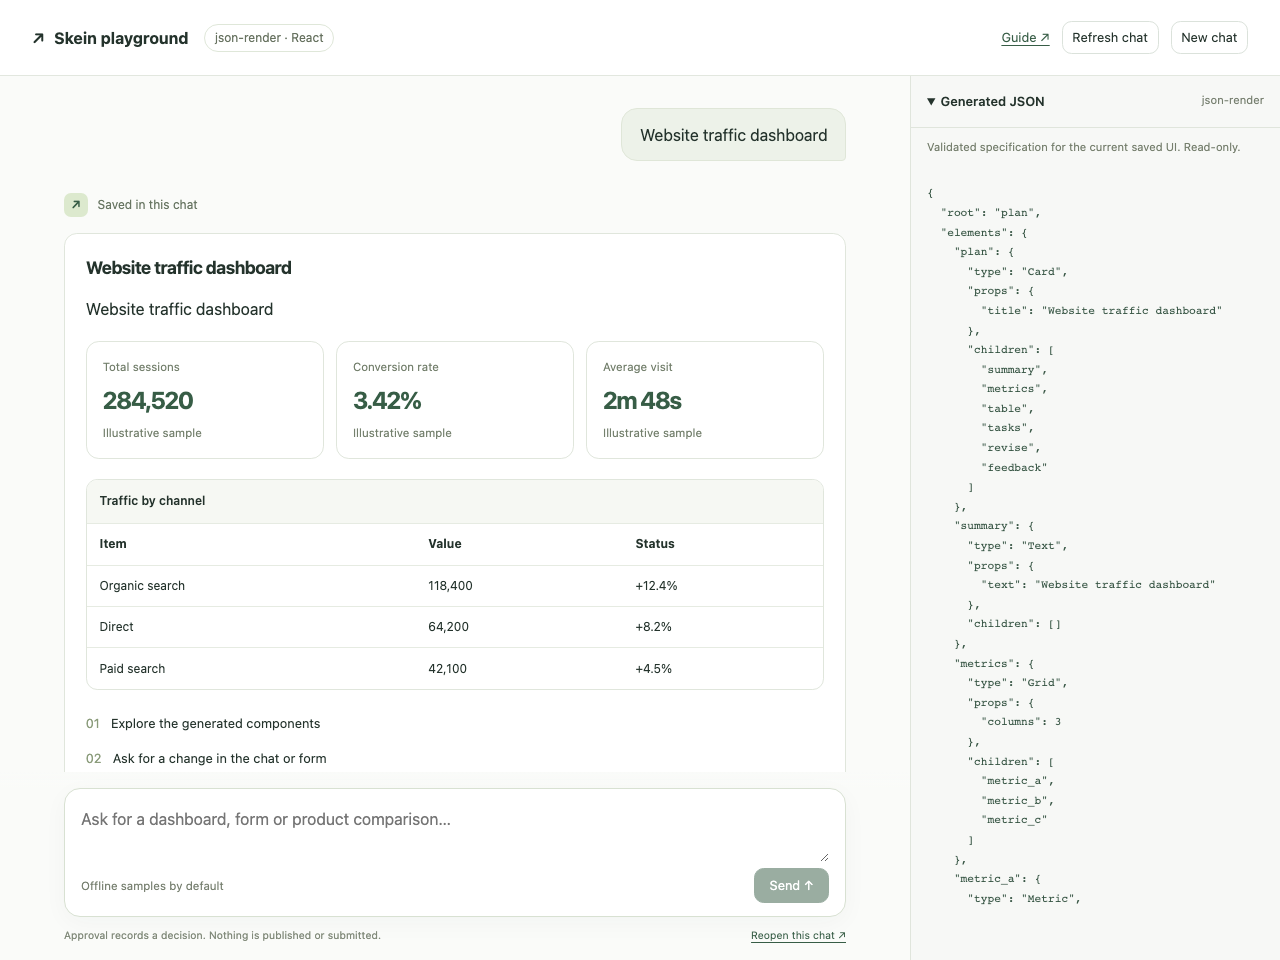 Skein playground
json-render · React
Guide ↗
Refresh chat
New chat
Website traffic dashboard
Saved in this chat
Website traffic dashboard
Website traffic dashboard
Total sessions
284,520
Illustrative sample
Conversion rate
3.42%
Illustrative sample
Average visit
2m 48s
Illustrative sample
Traffic by channel
Item Value Status
Organic search 118,400 +12.4%
Direct 64,200 +8.2%
Paid search 42,100 +4.5%
01 Explore the generated components
02 Ask for a change in the chat or form
Ask for a dashboard, form or product comparison...
Offline samples by default
Send ↑
Approval records a decision. Nothing is published or submitted.
Reopen this chat ↗
▼ Generated JSON
json-render
Validated specification for the current saved UI. Read-only.
{
  "root": "plan",
  "elements": {
    "plan": {
      "type": "Card",
      "props": {
        "title": "Website traffic dashboard"
      },
      "children": [
        "summary",
        "metrics",
        "table",
        "tasks",
        "revise",
        "feedback"
      ]
    },
    "summary": {
      "type": "Text",
      "props": {
        "text": "Website traffic dashboard"
      },
      "children": []
    },
    "metrics": {
      "type": "Grid",
      "props": {
        "columns": 3
      },
      "children": [
        "metric_a",
        "metric_b",
        "metric_c"
      ]
    },
    "metric_a": {
      "type": "Metric",